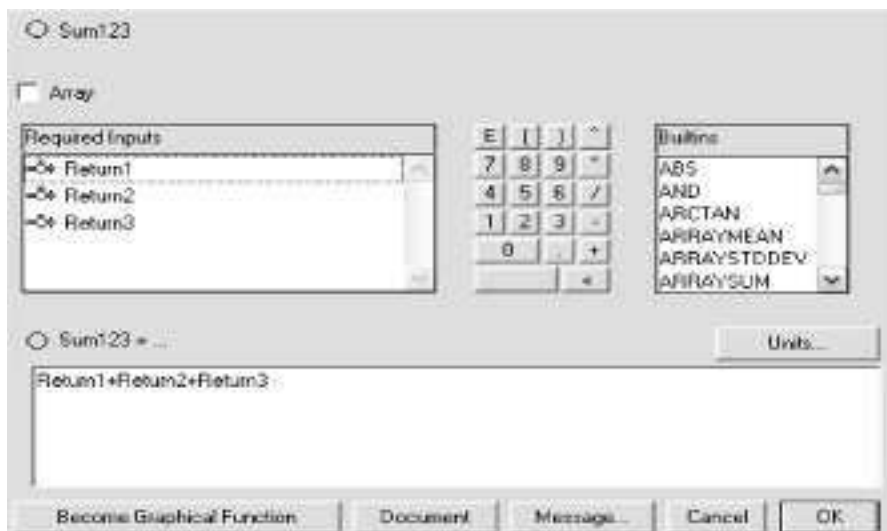 Sum123
Array
Required Inputs
Return1
Return2
Return3
E ( ) ^
7 8 9 *
4 5 6 /
1 2 3 -
0 . +
Builtins
ABS
AND
ARCTAN
ARRAYMEAN
ARRAYSTDDEV
ARRAYSUM
Sum123 = ...
Units...
Return1+Return2+Return3
Become Graphical Function
Document
Message...
Cancel
OK